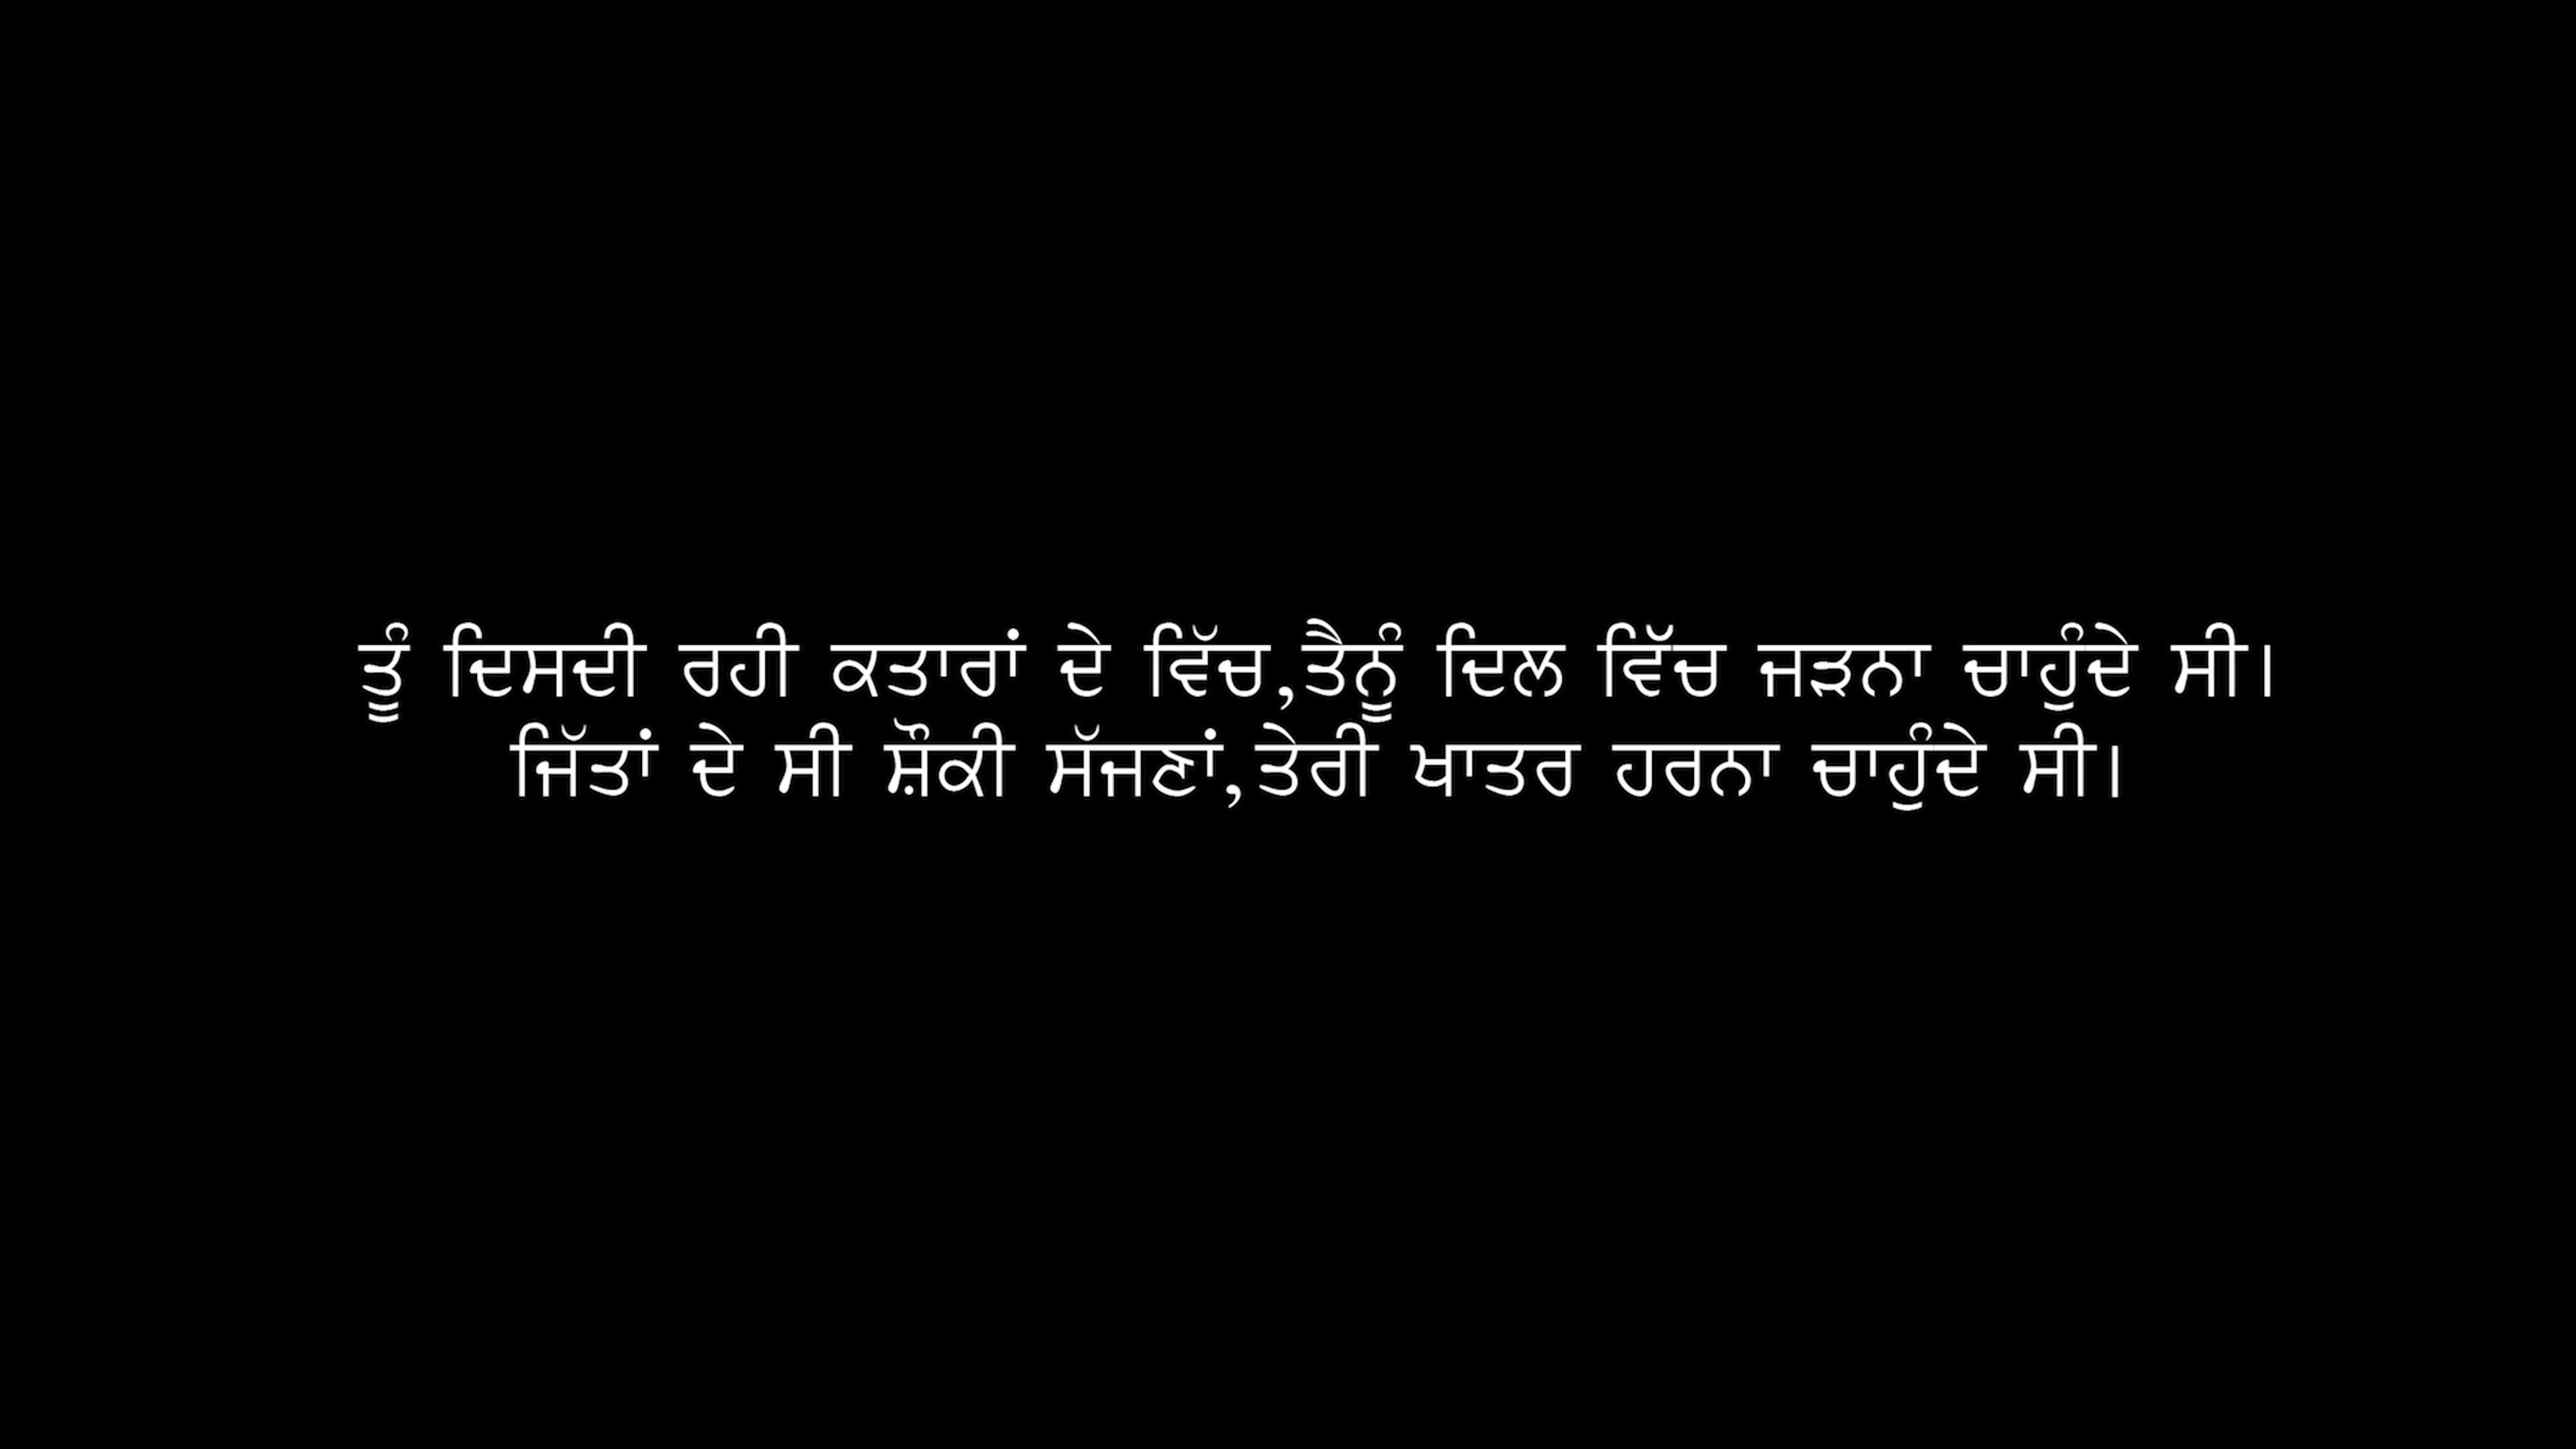 ਤੂੰ ਦਿਸਦੀ ਰਹੀ ਕਤਾਰਾਂ ਦੇ ਵਿੱਚ,ਤੈਨੂੰ ਦਿਲ ਵਿੱਚ ਜੜਨਾ ਚਾਹੁੰਦੇ ਸੀ।
ਜਿੱਤਾਂ ਦੇ ਸੀ ਸ਼ੌਂਕੀ ਸੱਜਣਾਂ,ਤੇਰੀ ਖਾਤਰ ਹਰਨਾ ਚਾਹੁੰਦੇ ਸੀ।